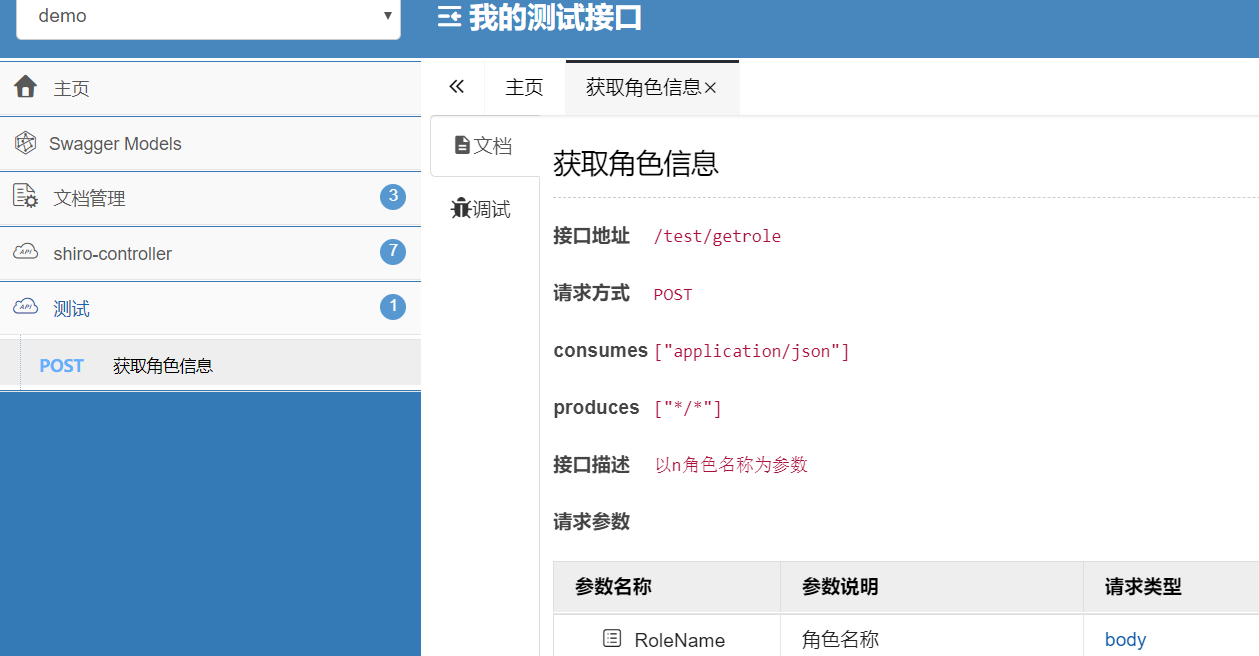 demo
我的测试接口
主页
Swagger Models
文档管理 3
shiro-controller 7
测试 1
POST 获取角色信息
主页 获取角色信息×
文档
调试
获取角色信息
接口地址 /test/getrole
请求方式 POST
consumes ["application/json"]
produces ["*/*"]
接口描述 以n角色名称为参数
请求参数
参数名称 参数说明 请求类型
RoleName 角色名称 body